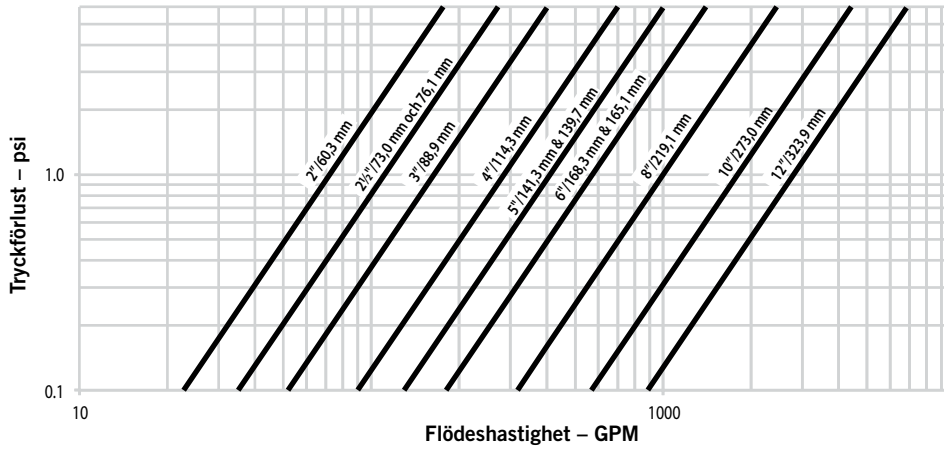 Tryckförlust – psi
1.0
0.1
2"/60,3 mm
2½"/73,0 mm och 76,1 mm
3"/88,9 mm
4"/114,3 mm
5"/141,3 mm & 139,7 mm
6"/168,3 mm & 165,1 mm
8"/219,1 mm
10"/273,0 mm
12"/323,9 mm
10
1000
Flödeshastighet – GPM